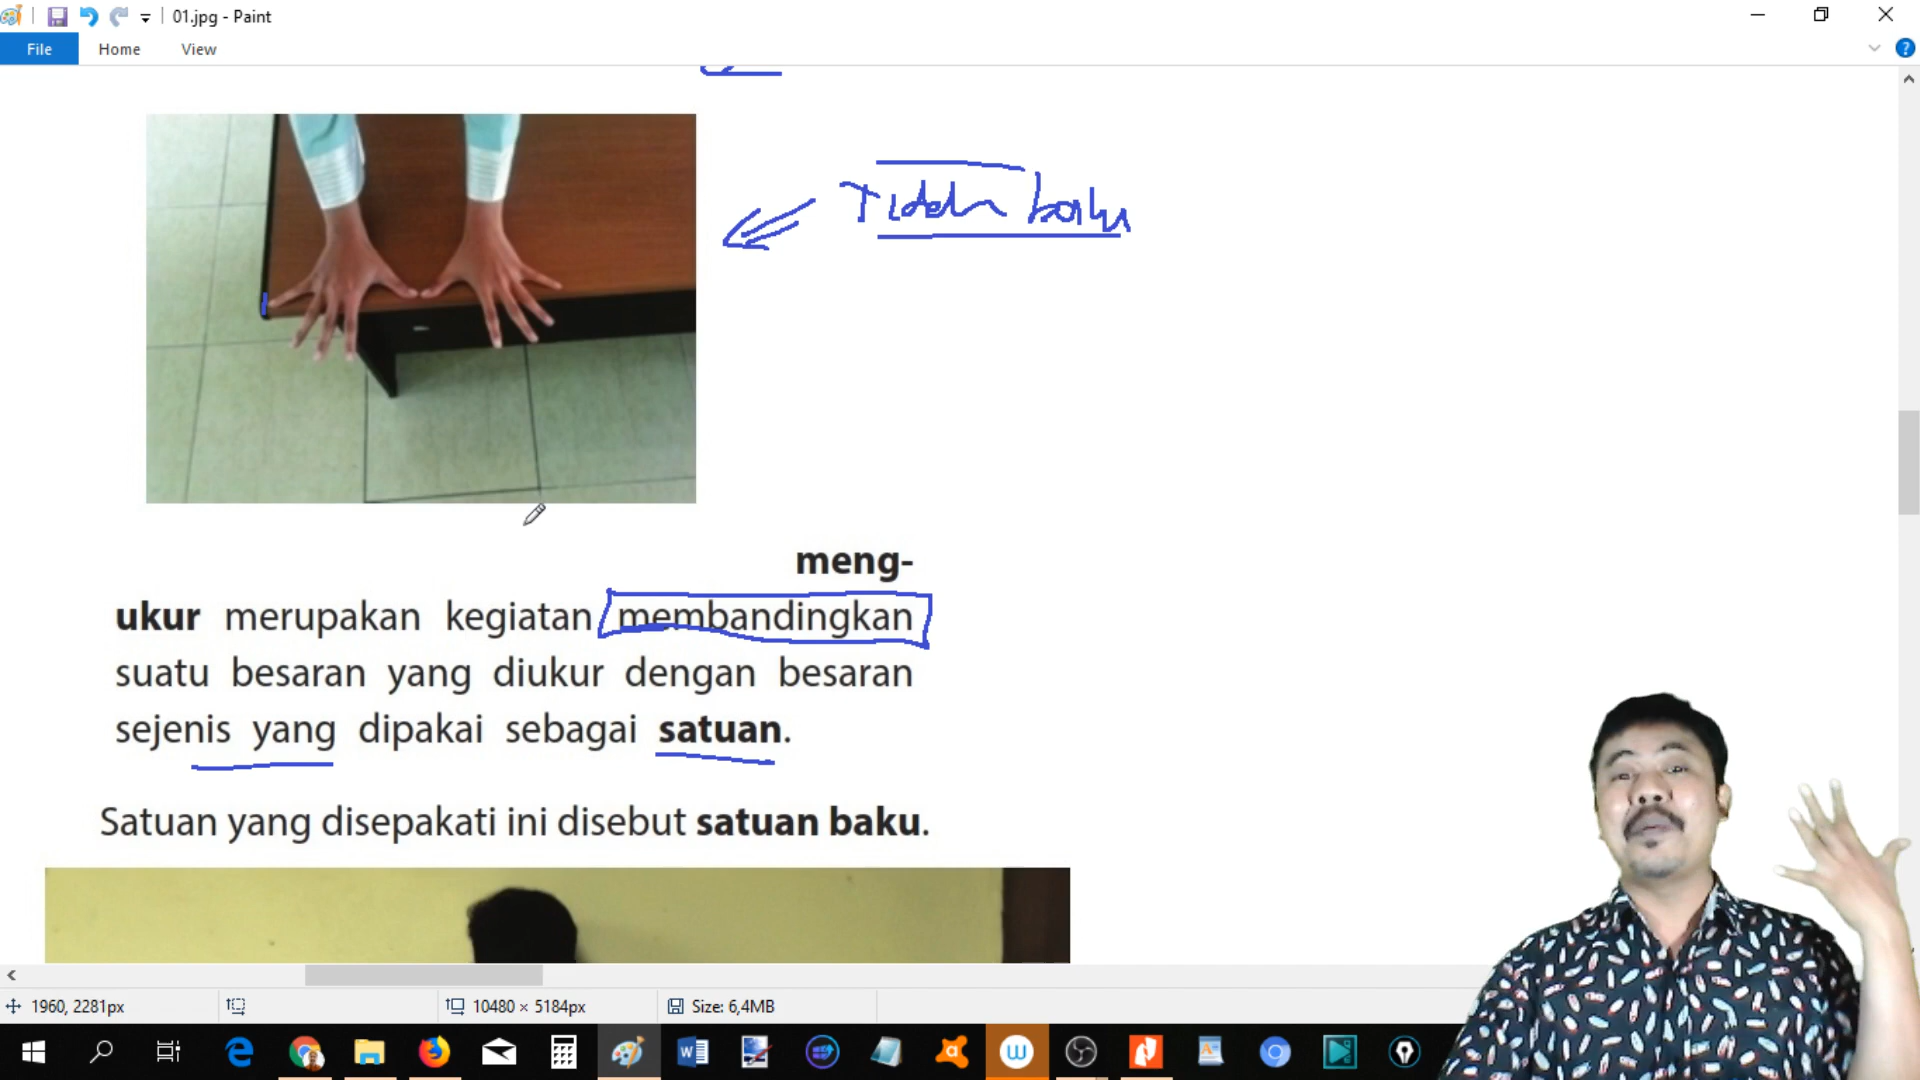 01.jpg - Paint
File Home View
Tidak baku
meng-
ukur merupakan kegiatan membandingkan
suatu besaran yang diukur dengan besaran
sejenis yang dipakai sebagai satuan.
Satuan yang disepakati ini disebut satuan baku.
1960, 2281px 10480 × 5184px Size: 6,4MB